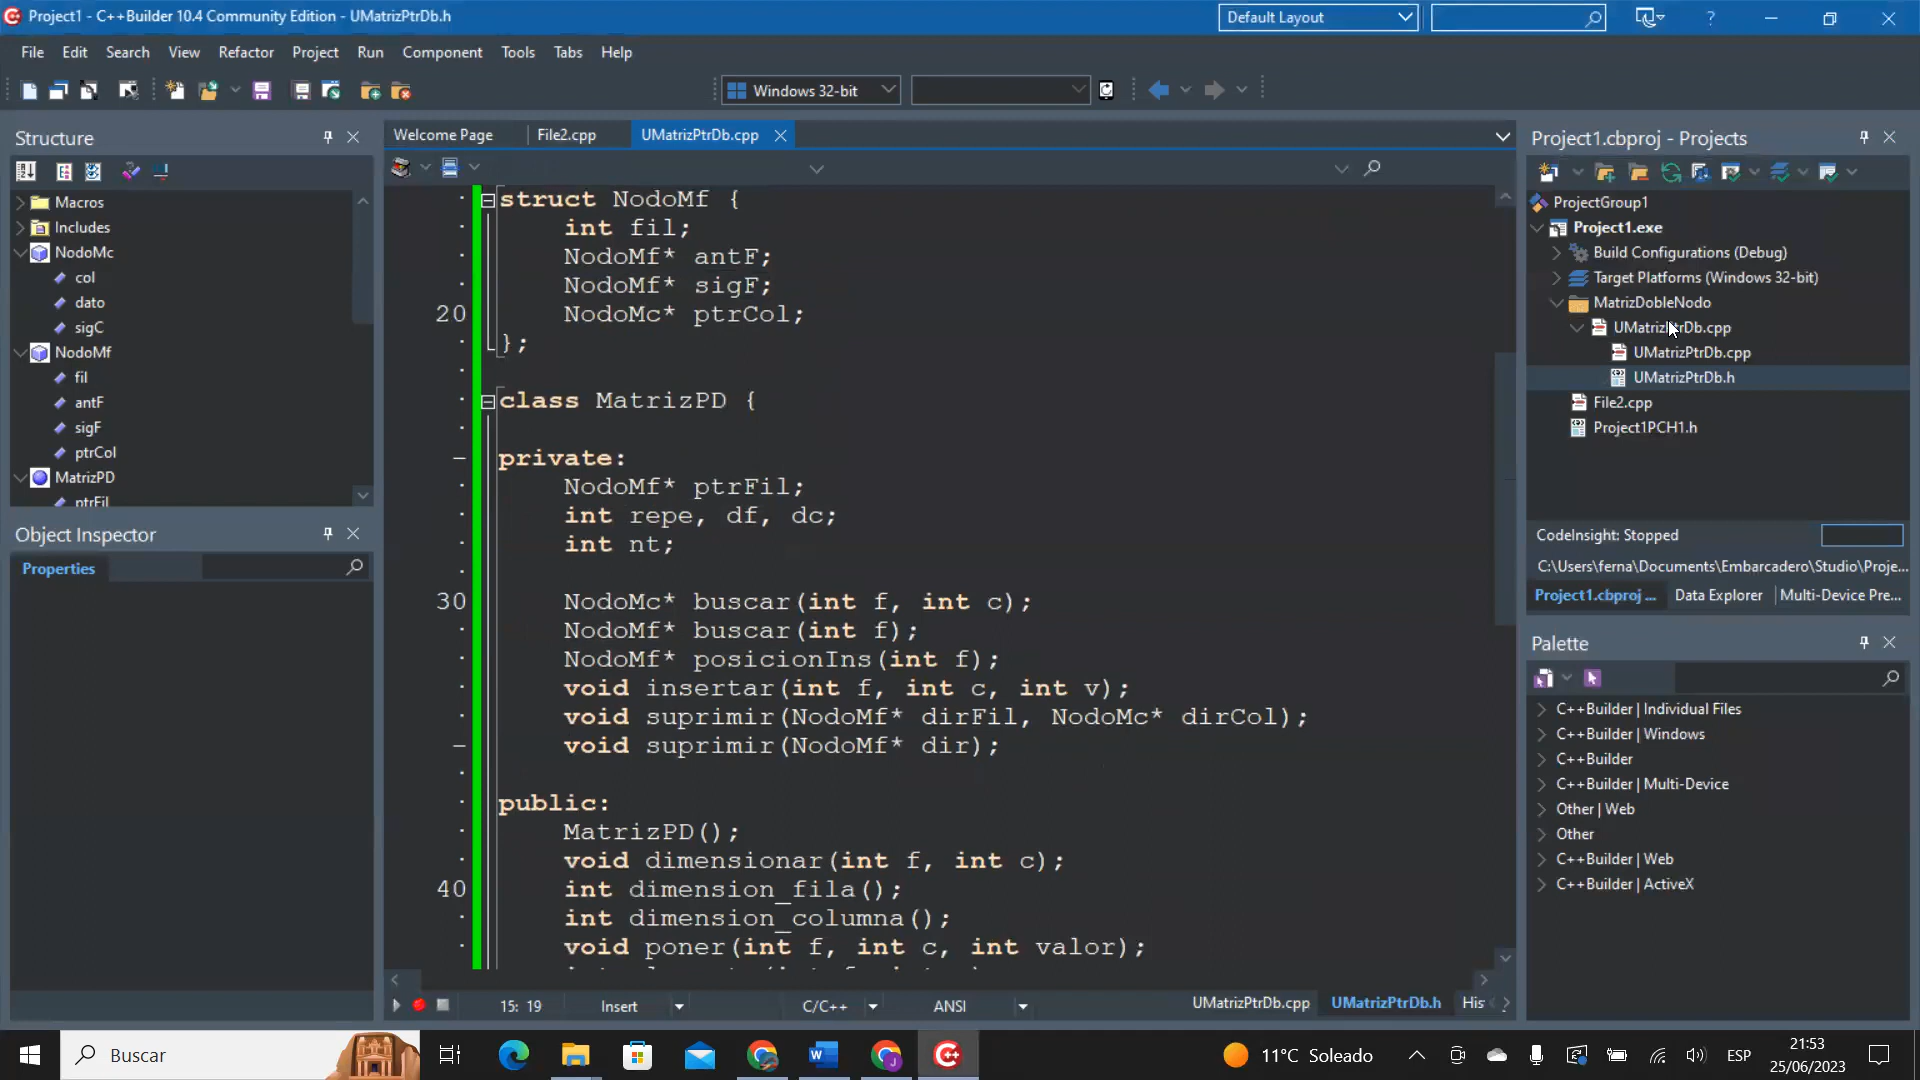 Project1 - C++Builder 10.4 Community Edition - UMatrizPtrDb.h
Default Layout
?
File Edit Search View Refactor Project Run Component Tools Tabs Help
Windows 32-bit
Structure
Macros
Includes
NodoMc
col
dato
sigC
NodoMf
fil
antF
sigF
ptrCol
MatrizPD
ptrFil
Object Inspector
Properties
Welcome Page File2.cpp UMatrizPtrDb.cpp
struct NodoMf {
int fil;
NodoMf* antF;
NodoMf* sigF;
20 NodoMc* ptrCol;
};
class MatrizPD {
private:
NodoMf* ptrFil;
int repe, df, dc;
int nt;
30 NodoMc* buscar(int f, int c);
NodoMf* buscar(int f);
NodoMf* posicionIns(int f);
void insertar(int f, int c, int v);
void suprimir(NodoMf* dirFil, NodoMc* dirCol);
void suprimir(NodoMf* dir);
public:
MatrizPD();
void dimensionar(int f, int c);
40 int dimension_fila();
int dimension_columna();
void poner(int f, int c, int valor);
15: 19 Insert C/C++ ANSI UMatrizPtrDb.cpp UMatrizPtrDb.h His
Project1.cbproj - Projects
ProjectGroup1
Project1.exe
Build Configurations (Debug)
Target Platforms (Windows 32-bit)
MatrizDobleNodo
UMatrizPtrDb.cpp
UMatrizPtrDb.cpp
UMatrizPtrDb.h
File2.cpp
Project1PCH1.h
CodeInsight: Stopped
C:\Users\ferna\Documents\Embarcadero\Studio\Proje...
Project1.cbproj ... Data Explorer Multi-Device Pre...
Palette
C++Builder | Individual Files
C++Builder | Windows
C++Builder
C++Builder | Multi-Device
Other | Web
Other
C++Builder | Web
C++Builder | ActiveX
Buscar
11°C Soleado
ESP
21:53
25/06/2023